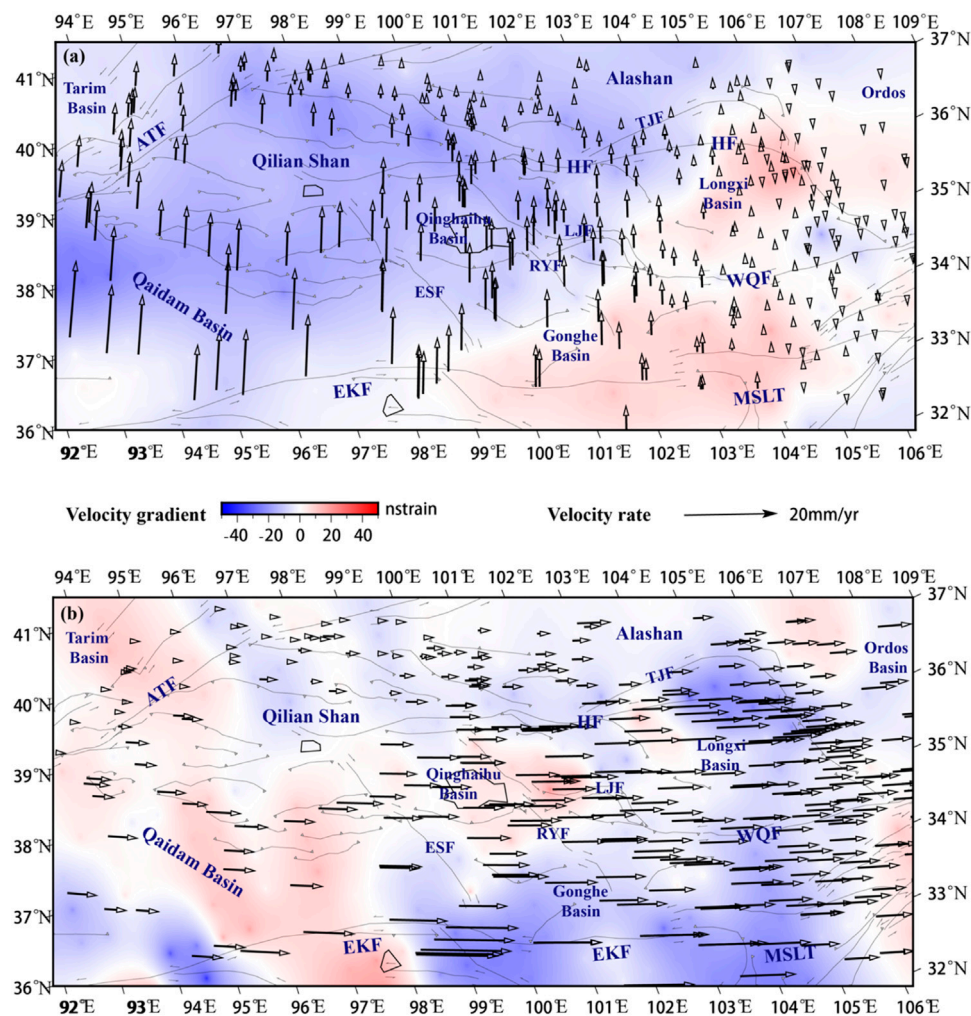 94°E 95°E 96°E 97°E 98°E 99°E 100°E 101°E 102°E 103°E 104°E 105°E 106°E 107°E 109°E
37°N
(a)
41°N
Tarim
Basin
Alashan
Ordos
36°N
ATF
TJF
40°N
Qilian Shan
HF
HF
Longxi
Basin
35°N
39°N
Qinghaihu
Basin
LJF
RYF
34°N
38°N
ESF
WQF
Qaidam Basin
33°N
37°N
Gonghe
Basin
EKF
MSLT
32°N
36°N
92°E 93°E 94°E 95°E 96°E 97°E 98°E 99°E 100°E 101°E 102°E 103°E 104°E 105°E 106°E
Velocity gradient
nstrain
-40 -20 0 20 40
Velocity rate
20mm/yr
94°E 95°E 96°E 97°E 98°E 99°E 100°E 101°E 102°E 103°E 104°E 105°E 106°E 107°E 109°E
37°N
(b)
41°N
Tarim
Basin
Alashan
Ordos
Basin
36°N
ATF
TJF
40°N
Qilian Shan
HF
Longxi
Basin
35°N
39°N
Qinghaihu
Basin
LJF
RYF
34°N
WQF
38°N
ESF
Qaidam Basin
33°N
Gonghe
Basin
37°N
EKF
EKF
MSLT
32°N
36°N
92°E 93°E 94°E 95°E 96°E 97°E 98°E 99°E 100°E 101°E 102°E 103°E 104°E 105°E 106°E